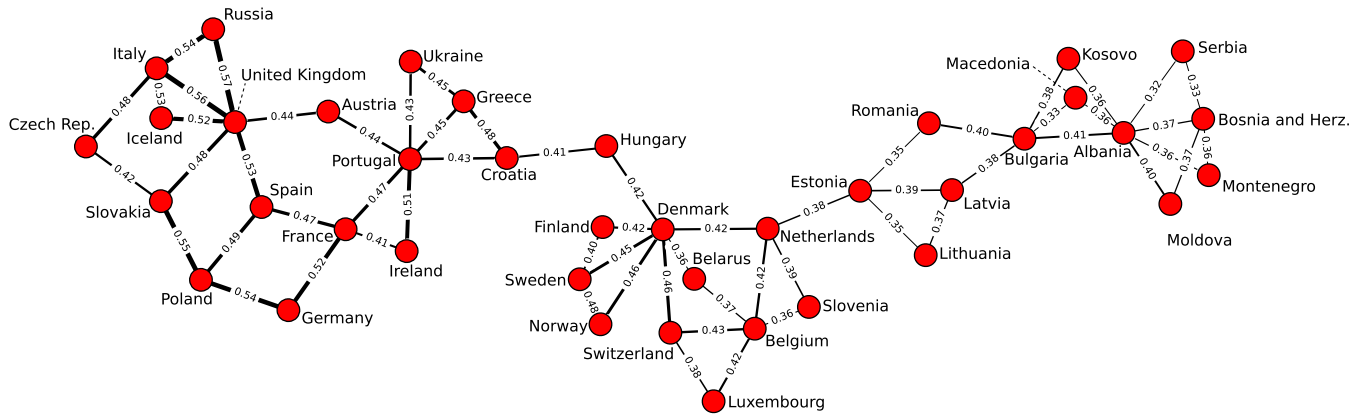 Russia
Italy
0.54
0.57
United Kingdom
0.56
0.53
0.48
Iceland
0.52
Czech Rep.
0.44
Austria
0.44
0.48
0.42
0.53
Slovakia
Spain
0.55
0.49
0.47
France
Poland
0.54
0.52
Germany
Ukraine
0.45
Greece
0.43
0.45
0.48
Portugal
0.43
Croatia
0.47
0.51
0.41
Ireland
0.41
Hungary
0.42
Denmark
Finland
0.42
0.40
0.45
Sweden
0.46
0.48
Norway
0.36
Belarus
0.42
Netherlands
0.46
0.37
0.42
0.39
Slovenia
0.36
0.43
Switzerland
Belgium
0.38
0.42
Luxembourg
0.38
Estonia
Romania
0.35
0.40
0.39
Latvia
0.38
0.35
0.37
Lithuania
Macedonia
Kosovo
0.38
0.33
0.36
0.36
0.41
Bulgaria
Albania
Serbia
0.32
0.33
0.37
Bosnia and Herz.
0.36
0.36
0.37
0.40
Montenegro
Moldova